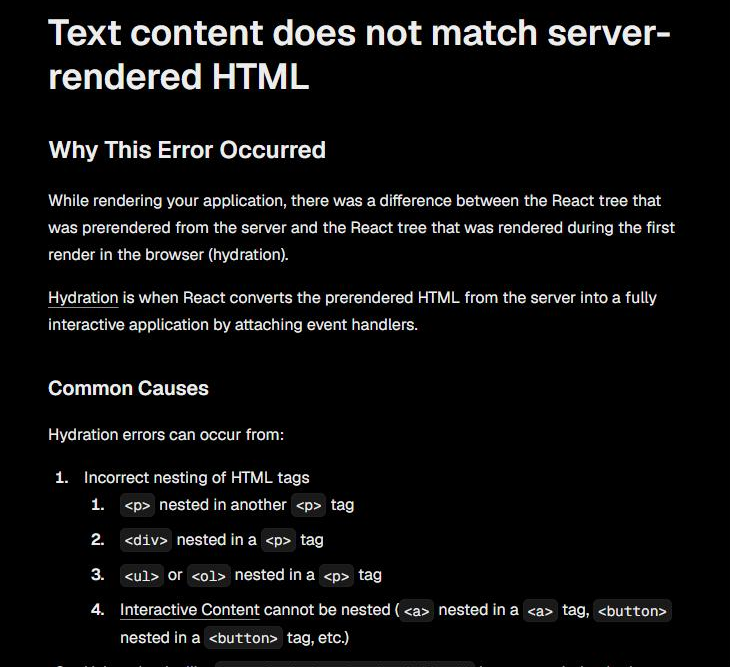 Text content does not match server-
rendered HTML
Why This Error Occurred
While rendering your application, there was a difference between the React tree that
was prerendered from the server and the React tree that was rendered during the first
render in the browser (hydration).
Hydration is when React converts the prerendered HTML from the server into a fully
interactive application by attaching event handlers.
Common Causes
Hydration errors can occur from:
1. Incorrect nesting of HTML tags
1. <p> nested in another <p> tag
2. <div> nested in a <p> tag
3. <ul> or <ol> nested in a <p> tag
4. Interactive Content cannot be nested (<a> nested in a <a> tag, <button>
nested in a <button> tag, etc.)